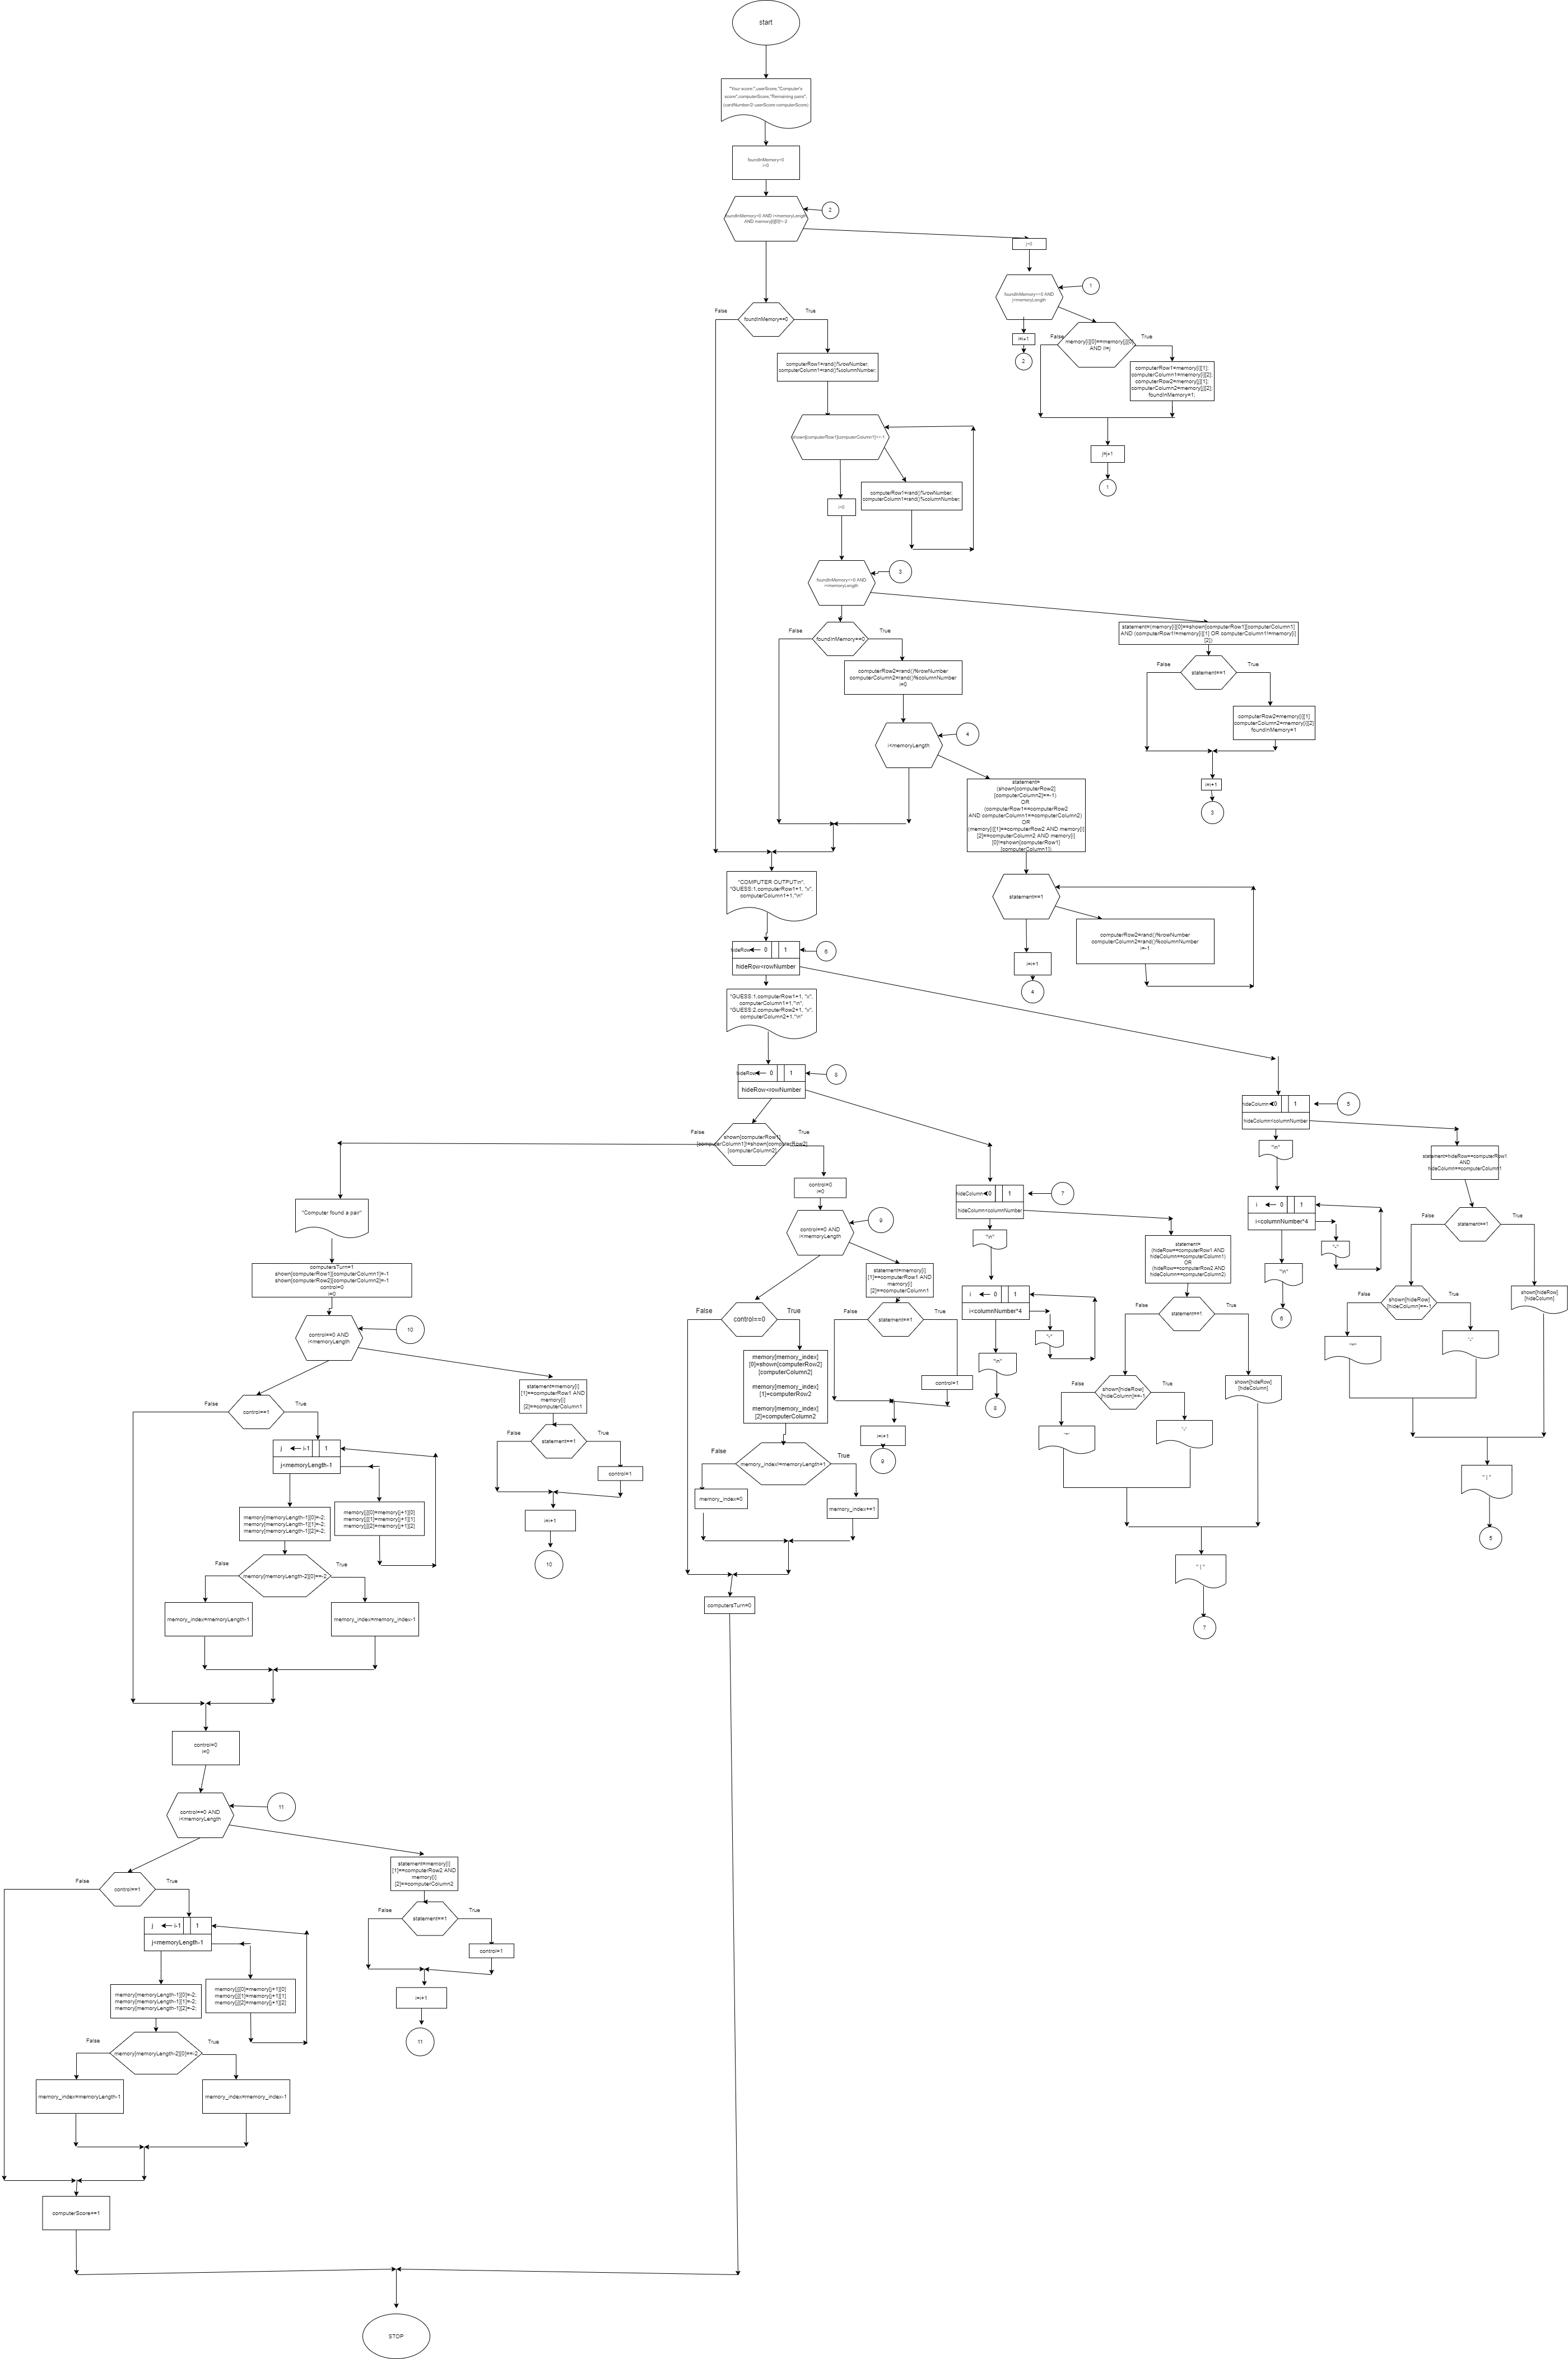 start
"Your score:",userScore,"Computer's
score",computerScore,"Remaining pairs",
(cardNumber/2-userScore-computerScore)
foundInMemory=0
i=0
foundInMemory=0 AND i<memoryLength
AND memory[i][0]!=-2
2
j=0
foundInMemory==0 AND
j<memoryLength
1
i=i+1
2
False
memory[i][0]==memory[j][0]
AND i!=j
True
computerRow1=memory[i][1];
computerColumn1=memory[i][2];
computerRow2=memory[j][1];
computerColumn2=memory[j][2];
foundInMemory=1;
j=j+1
1
False
foundInMemory==0
True
computerRow1=rand()%rowNumber;
computerColumn1=rand()%columnNumber;
shown[computerRow1][computerColumn1]==-1
computerRow1=rand()%rowNumber;
computerColumn1=rand()%columnNumber;
i=0
foundInMemory==0 AND
i<memoryLength
3
False
foundInMemory==0
True
statement=(memory[i][0]==shown[computerRow1][computerColumn1]
AND (computerRow1!=memory[i][1] OR computerColumn1!=memory[i]
[2])
False
statement==1
True
computerRow2=memory[i][1]
computerColumn2=memory[i][2]
foundInMemory=1
i=i+1
3
computerRow2=rand()%rowNumber
computerColumn2=rand()%columnNumber
i=0
i<memoryLength
4
statement=
(shown[computerRow2]
[computerColumn2]==-1)
OR
(computerRow1==computerRow2
AND computerColumn1==computerColumn2)
OR
(memory[i][1]==computerRow2 AND memory[i]
[2]==computerColumn2 AND memory[i]
[0]!=shown[computerRow1]
[computerColumn1])
statement==1
computerRow2=rand()%rowNumber
computerColumn2=rand()%columnNumber
i=-1
i=i+1
4
"COMPUTER OUTPUT\n",
"GUESS:1,computerRow1+1, "x",
computerColumn1+1,"\n"
hideRow 0 1
hideRow<rowNumber
6
"GUESS:1,computerRow1+1, "x",
computerColumn1+1,"\n",
"GUESS:2,computerRow2+1, "x",
computerColumn2+1,"\n"
hideRow 0 1
hideRow<rowNumber
8
hideColumn 0 1
hideColumn<columnNumber
5
"\n"
i 0 1
i<columnNumber*4
"-"
"\n"
6
statement=hideRow==computerRow1
AND
hideColumn==computerColumn1
False
statement==1
True
False
shown[hideRow]
[hideColumn]==-1
True
"*"
"-"
shown[hideRow]
[hideColumn]
" | "
5
False
shown[computerRow1]
[computerColumn1]!=shown[computerRow2]
[computerColumn2]
True
hideColumn 0 1
hideColumn<columnNumber
7
"\n"
i 0 1
i<columnNumber*4
"-"
"\n"
8
statement=
(hideRow==computerRow1 AND
hideColumn==computerColumn1)
OR
(hideRow==computerRow2 AND
hideColumn==computerColumn2)
False
statement==1
True
False
shown[hideRow]
[hideColumn]==-1
True
"*"
"-"
shown[hideRow]
[hideColumn]
" | "
7
control=0
i=0
control==0 AND
i<memoryLength
9
statement=memory[i]
[1]==computerRow1 AND
memory[i]
[2]==computerColumn1
False
statement==1
True
control=1
i=i+1
9
False
control==0
True
memory[memory_index]
[0]=shown[computerRow2]
[computerColumn2]
memory[memory_index]
[1]=computerRow2
memory[memory_index]
[2]=computerColumn2
False
memory_index!=memoryLength+1
True
memory_index=0
memory_index+=1
computersTurn=0
"Computer found a pair"
computersTurn=1
shown[computerRow1][computerColumn1]=-1
shown[computerRow2][computerColumn2]=-1
control=0
i=0
control==0 AND
i<memoryLength
10
statement=memory[i]
[1]==computerRow1 AND
memory[i]
[2]==computerColumn1
False
statement==1
True
control=1
i=i+1
10
False
control==1
True
j i-1 1
j<memoryLength-1
memory[j][0]=memory[j+1][0]
memory[j][1]=memory[j+1][1]
memory[j][2]=memory[j+1][2]
memory[memoryLength-1][0]=-2;
memory[memoryLength-1][1]=-2;
memory[memoryLength-1][2]=-2;
False
memory[memoryLength-2][0]==-2
True
memory_index=memoryLength-1
memory_index=memory_index-1
control=0
i=0
control==0 AND
i<memoryLength
11
statement=memory[i]
[1]==computerRow2 AND
memory[i]
[2]==computerColumn2
False
statement==1
True
control=1
i=i+1
11
False
control==1
True
j i-1 1
j<memoryLength-1
memory[j][0]=memory[j+1][0]
memory[j][1]=memory[j+1][1]
memory[j][2]=memory[j+1][2]
memory[memoryLength-1][0]=-2;
memory[memoryLength-1][1]=-2;
memory[memoryLength-1][2]=-2;
False
memory[memoryLength-2][0]==-2
True
memory_index=memoryLength-1
memory_index=memory_index-1
computerScore+=1
STOP